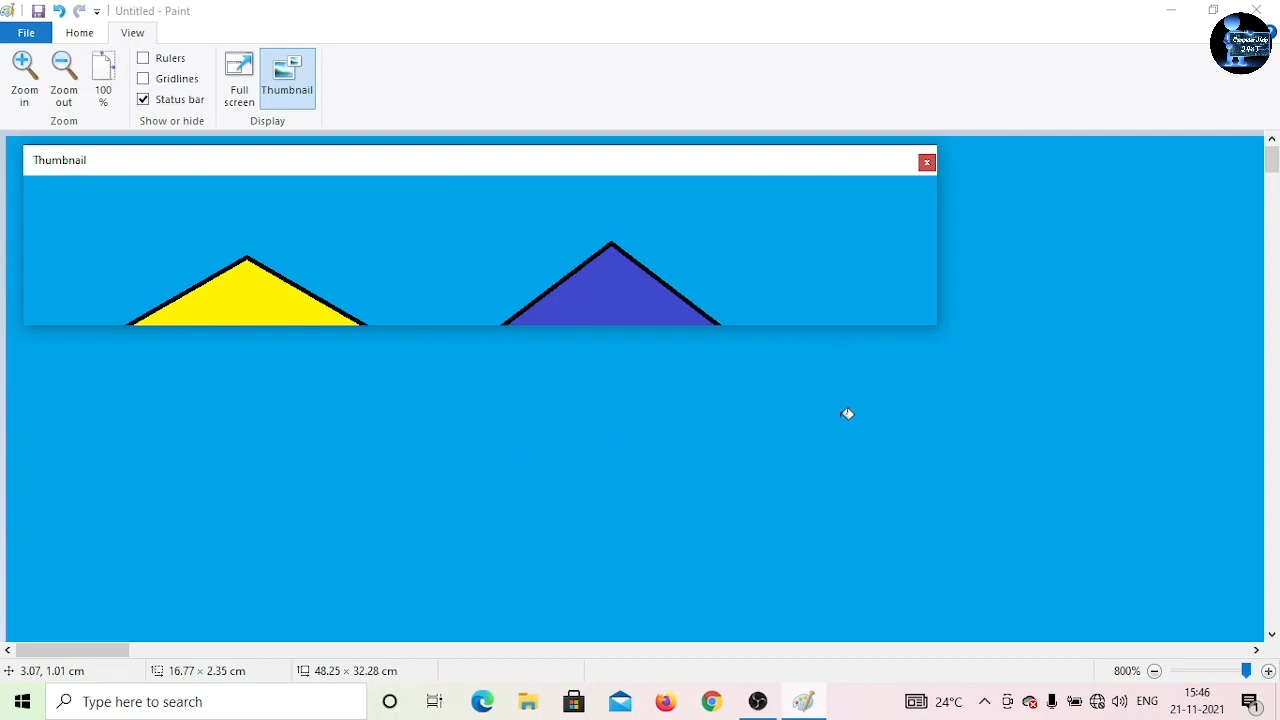 Untitled - Paint
File
Home
View
Zoom in
Zoom out
100 %
Rulers
Gridlines
Status bar
Full screen
Thumbnail
Zoom
Show or hide
Display
Thumbnail
3.07, 1.01 cm
16.77 × 2.35 cm
48.25 × 32.28 cm
800%
Type here to search
24°C
ENG
15:46
21-11-2021
1